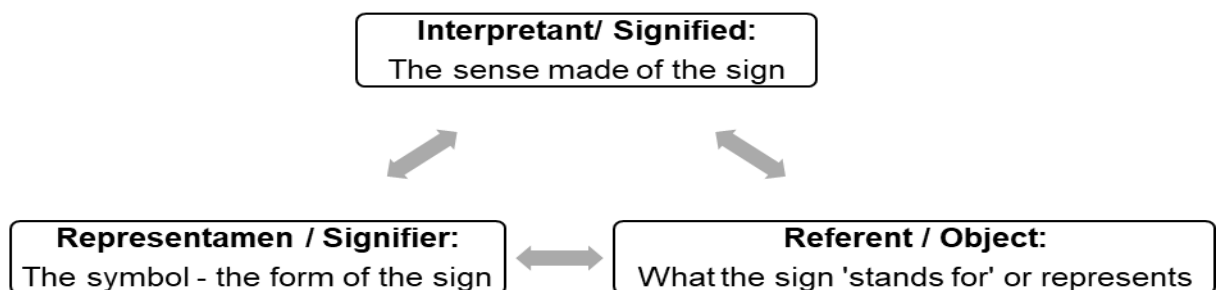 Interpretant/ Signified:
The sense made of the sign
Representamen / Signifier:
The symbol - the form of the sign
Referent / Object:
What the sign 'stands for' or represents